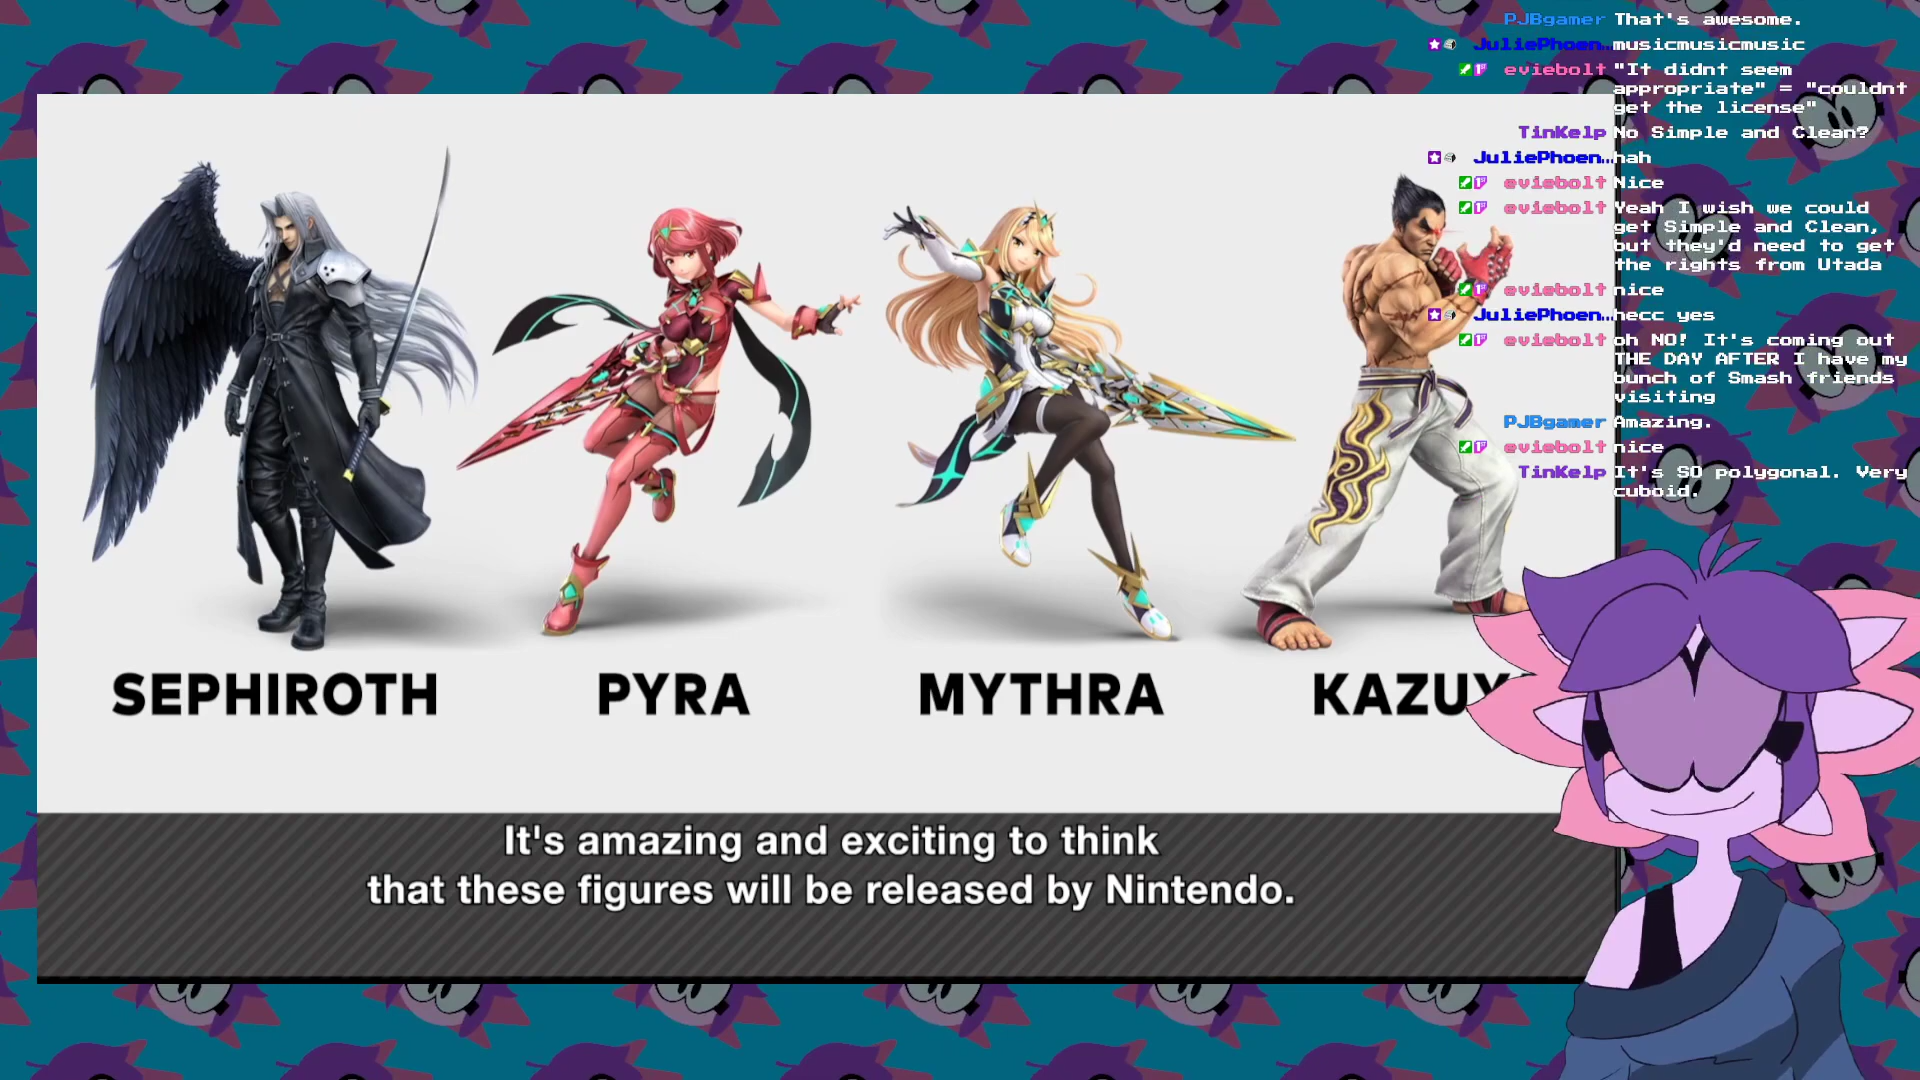 PJBgamer That's awesome.
JuliePhoen... musicmusicmusic
eviebolt "It didnt seem
appropriate" = "couldnt
get the license"
TinKelp No Simple and Clean?
JuliePhoen... hah
eviebolt Nice
eviebolt Yeah I wish we could
get Simple and Clean,
but they'd need to get
the rights from Utada
eviebolt nice
JuliePhoen... hecc yes
eviebolt oh NO! It's coming out
THE DAY AFTER I have my
bunch of Smash friends
visiting
PJBgamer Amazing.
eviebolt nice
TinKelp It's SO polygonal. Very
cuboid.
SEPHIROTH PYRA MYTHRA KAZUY
It's amazing and exciting to think
that these figures will be released by Nintendo.